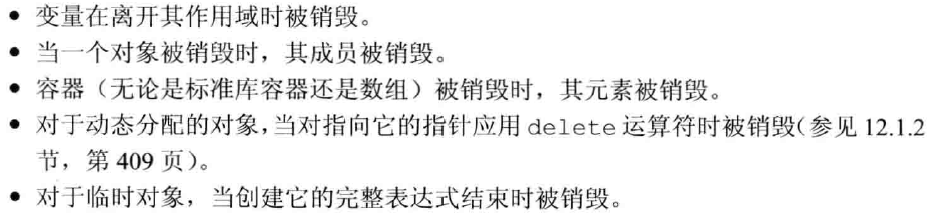 • 变量在离开其作用域时被销毁。
• 当一个对象被销毁时，其成员被销毁。
• 容器（无论是标准库容器还是数组）被销毁时，其元素被销毁。
• 对于动态分配的对象，当对指向它的指针应用 delete 运算符时被销毁（参见 12.1.2
节，第 409 页）。
• 对于临时对象，当创建它的完整表达式结束时被销毁。